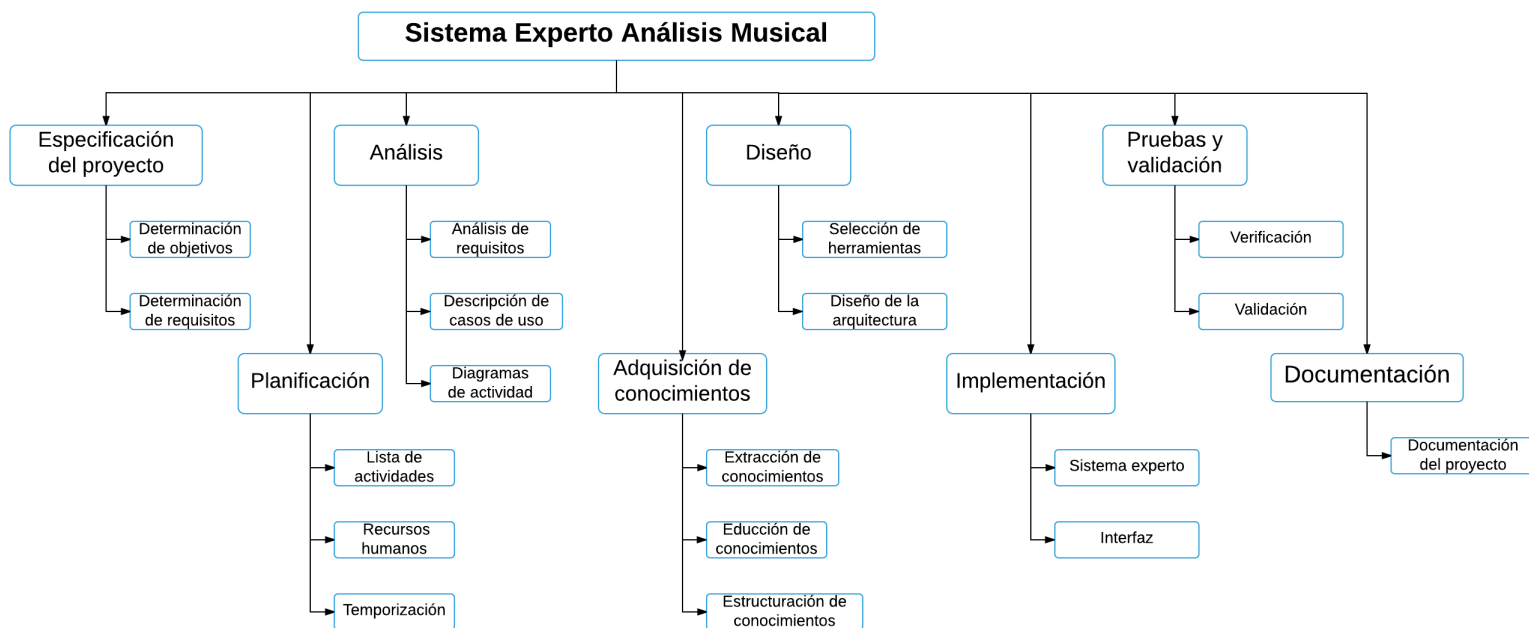 Sistema Experto Análisis Musical
Especificación
del proyecto
Determinación
de objetivos
Determinación
de requisitos
Planificación
Lista de
actividades
Recursos
humanos
Temporización
Análisis
Análisis de
requisitos
Descripción de
casos de uso
Diagramas
de actividad
Adquisición de
conocimientos
Extracción de
conocimientos
Educción de
conocimientos
Estructuración de
conocimientos
Diseño
Selección de
herramientas
Diseño de la
arquitectura
Implementación
Sistema experto
Interfaz
Pruebas y
validación
Verificación
Validación
Documentación
Documentación
del proyecto